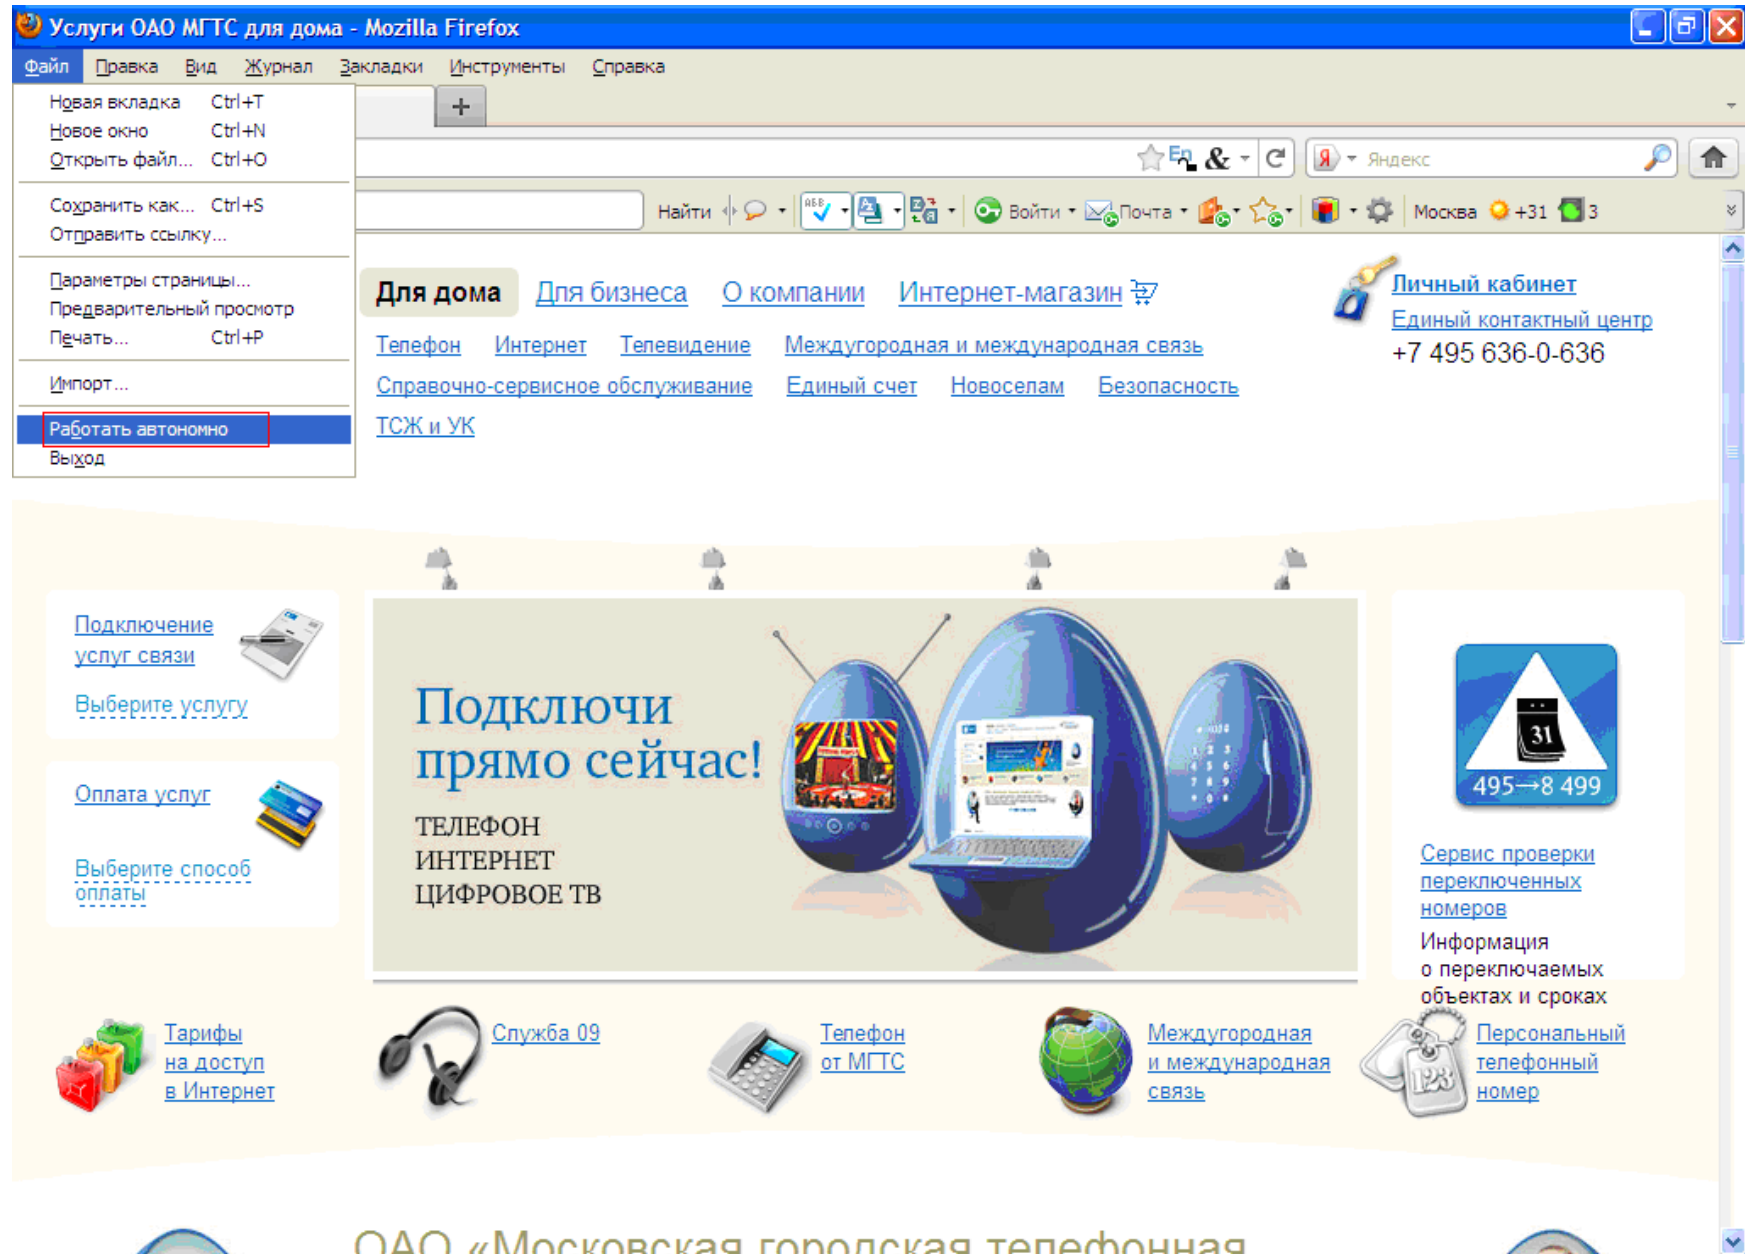 Услуги ОАО МГТС для дома - Mozilla Firefox
Файл Правка Вид Журнал Закладки Инструменты Справка
Новая вкладка Ctrl+T
Новое окно Ctrl+N
Открыть файл... Ctrl+O
Сохранить как... Ctrl+S
Отправить ссылку...
Параметры страницы...
Предварительный просмотр
Печать... Ctrl+P
Импорт...
Работать автономно
Выход
Яндекс
Найти Войти Почта Москва +31 3
Для дома Для бизнеса О компании Интернет-магазин
Телефон Интернет Телевидение Междугородная и международная связь
Справочно-сервисное обслуживание Единый счет Новоселам Безопасность
ТСЖ и УК
Личный кабинет
Единый контактный центр
+7 495 636-0-636
Подключение
услуг связи
Выберите услугу
Оплата услуг
Выберите способ
оплаты
Подключи
прямо сейчас!
ТЕЛЕФОН
ИНТЕРНЕТ
ЦИФРОВОЕ ТВ
31
495→8 499
Сервис проверки
переключенных
номеров
Информация
о переключаемых
объектах и сроках
Тарифы
на доступ
в Интернет
Служба 09
Телефон
от МГТС
Междугородная
и международная
связь
123
Персональный
телефонный
номер
ОАО «Московская городская телефонная